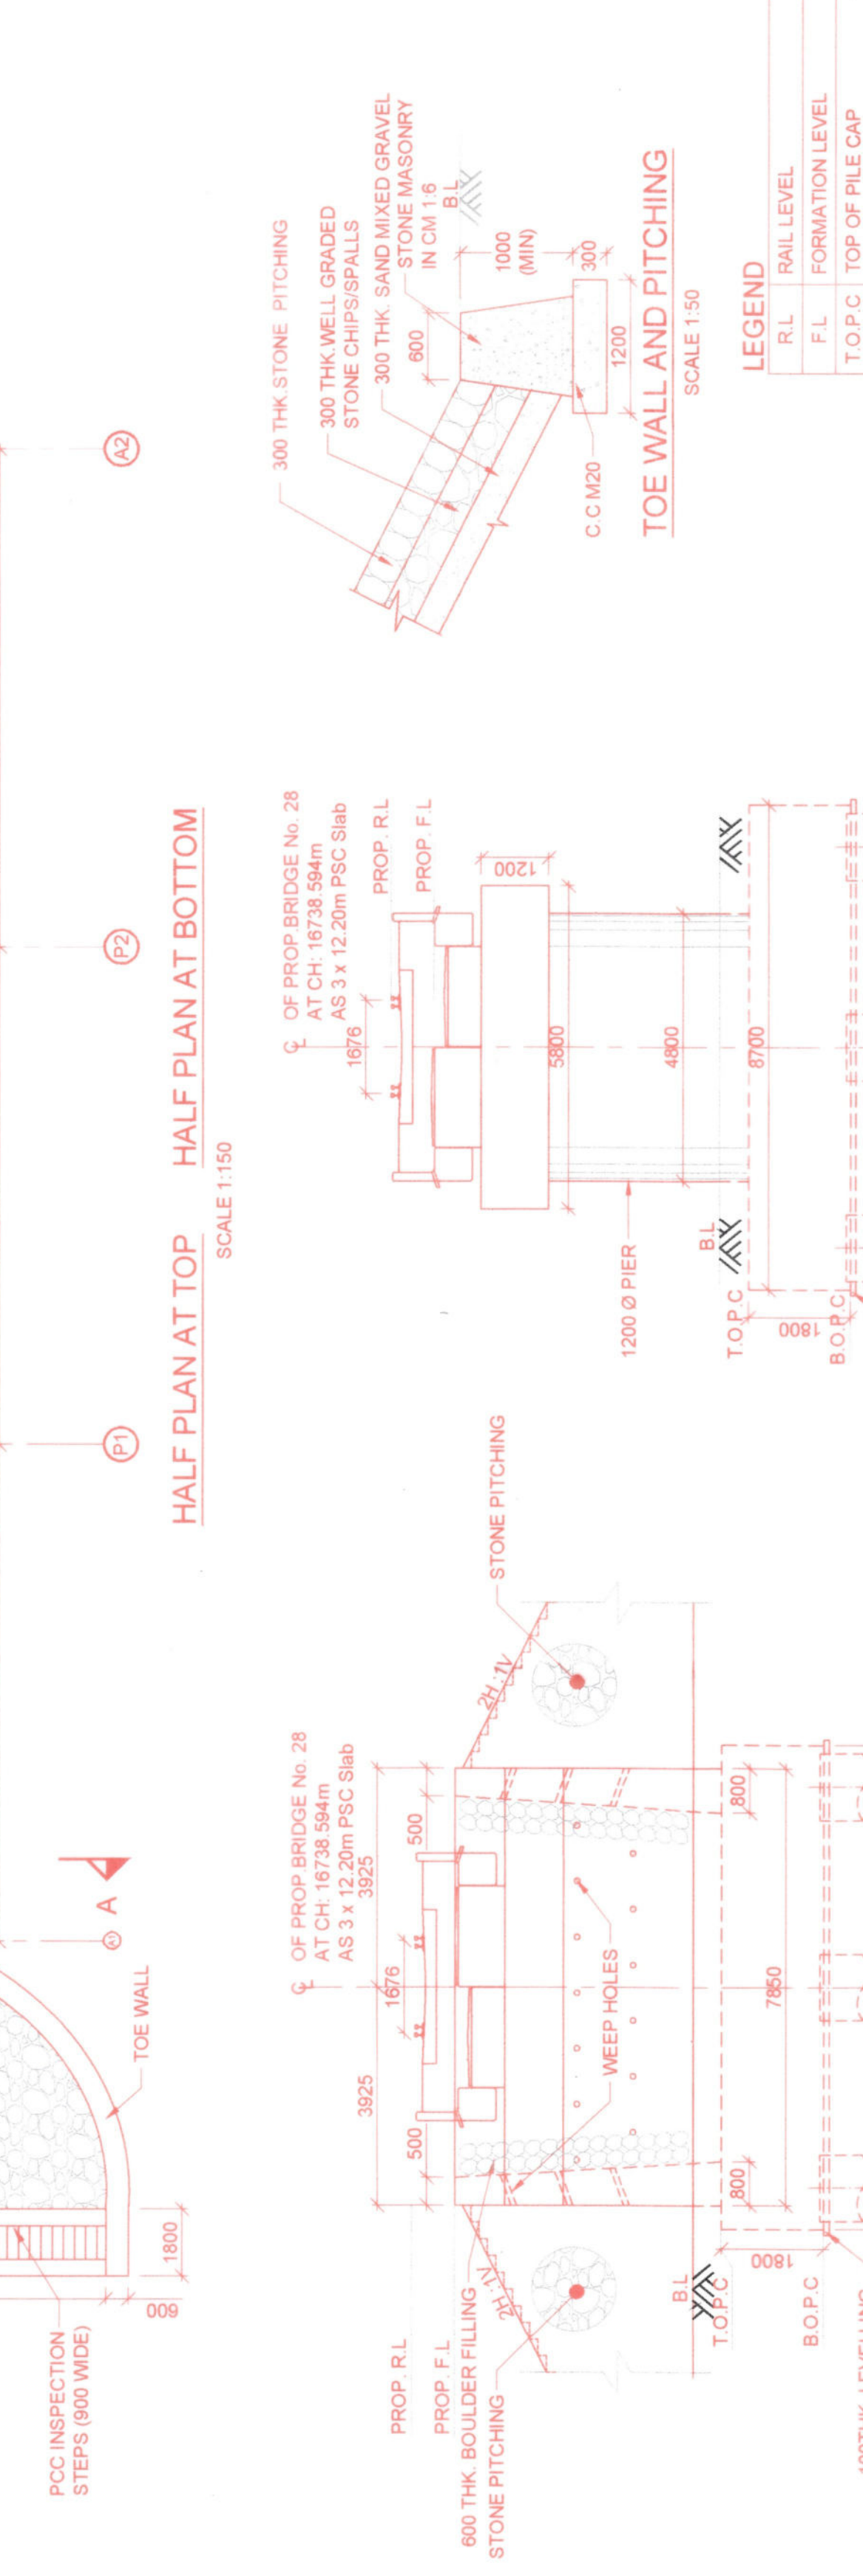 PCC INSPECTION
STEPS (900 WIDE)
600
1800
TOE WALL
A
A1
P1
P2
A2
HALF PLAN AT TOP
HALF PLAN AT BOTTOM
SCALE 1:150
℄ OF PROP.BRIDGE No. 28
AT CH: 16738.594m
AS 3 x 12.20m PSC Slab
3925
3925
1676
500
500
PROP. R.L
PROP. F.L
600 THK. BOULDER FILLING
STONE PITCHING
2H :1V
2H :1V
STONE PITCHING
WEEP HOLES
B.L
T.O.P.C
800
800
7850
1800
B.O.P.C
℄ OF PROP.BRIDGE No. 28
AT CH: 16738.594m
AS 3 x 12.20m PSC Slab
1676
PROP. R.L
PROP. F.L
1200
5800
1200 Ø PIER
4800
B.L
T.O.P.C
8700
1800
B.O.P.C
300 THK.STONE PITCHING
300 THK.WELL GRADED
STONE CHIPS/SPALLS
300 THK. SAND MIXED GRAVEL
STONE MASONRY
IN CM 1:6
B.L
600
1000
(MIN)
300
1200
C.C M20
TOE WALL AND PITCHING
SCALE 1:50
LEGEND
R.L RAIL LEVEL
F.L FORMATION LEVEL
T.O.P.C TOP OF PILE CAP